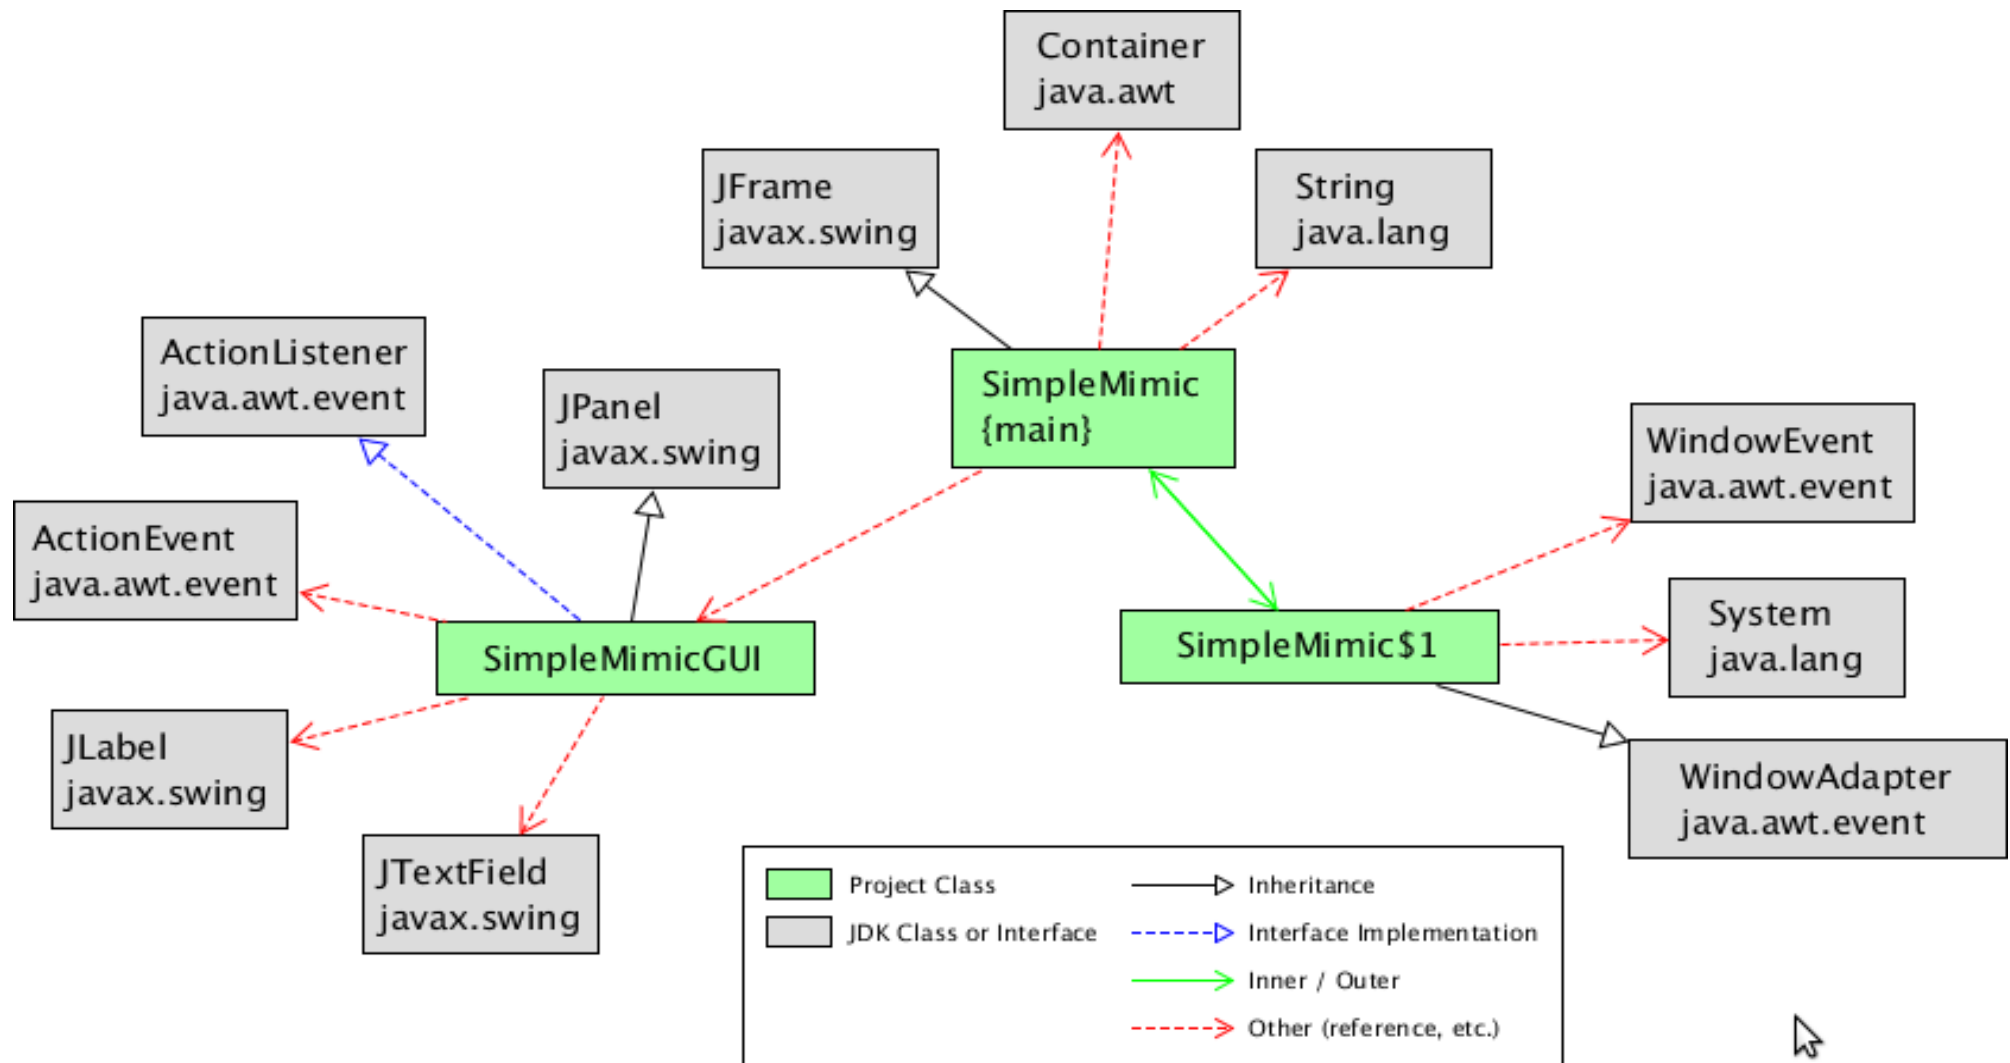 Container
java.awt
JFrame
javax.swing
String
java.lang
ActionListener
java.awt.event
JPanel
javax.swing
SimpleMimic
{main}
WindowEvent
java.awt.event
ActionEvent
java.awt.event
SimpleMimicGUI
SimpleMimic$1
System
java.lang
JLabel
javax.swing
WindowAdapter
java.awt.event
JTextField
javax.swing
Project Class
Inheritance
JDK Class or Interface
Interface Implementation
Inner / Outer
Other (reference, etc.)